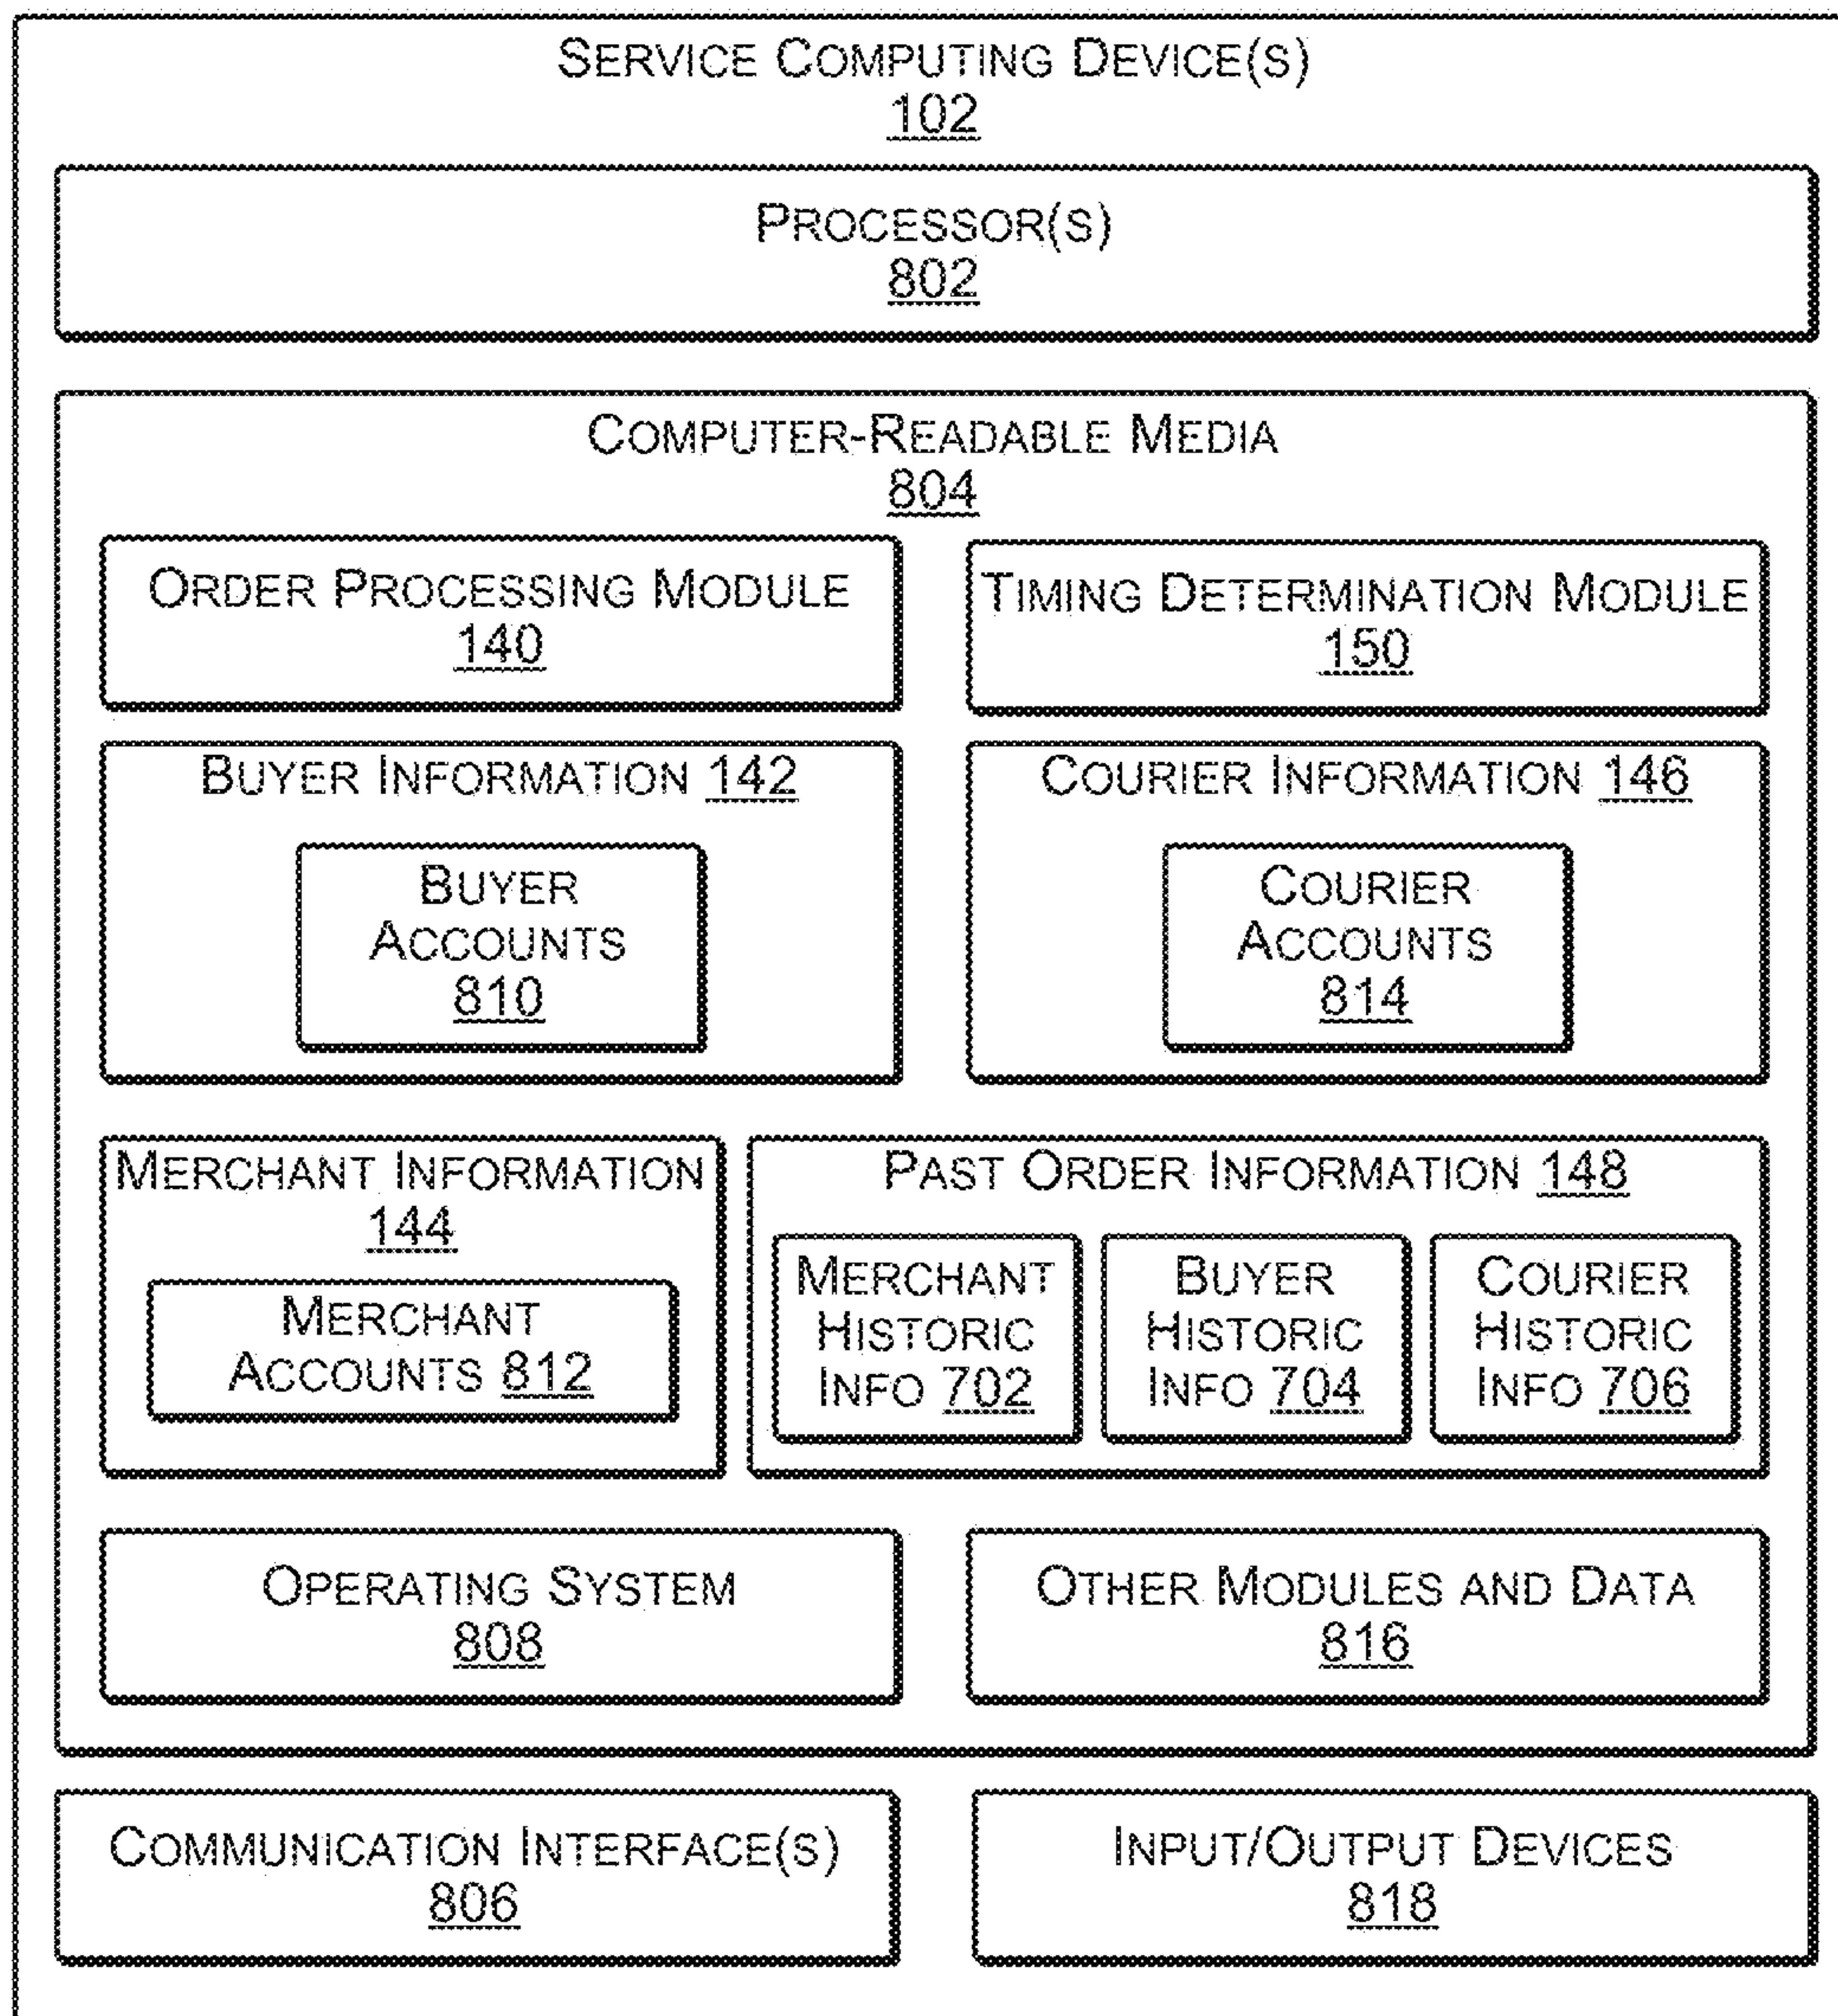 SERVICE COMPUTING DEVICE(S)
102
PROCESSOR(S)
802
COMPUTER-READABLE MEDIA
804
ORDER PROCESSING MODULE
140
TIMING DETERMINATION MODULE
150
BUYER INFORMATION 142
BUYER
ACCOUNTS
810
COURIER INFORMATION 146
COURIER
ACCOUNTS
814
MERCHANT INFORMATION
144
MERCHANT
ACCOUNTS 812
PAST ORDER INFORMATION 148
MERCHANT
HISTORIC
INFO 702
BUYER
HISTORIC
INFO 704
COURIER
HISTORIC
INFO 706
OPERATING SYSTEM
808
OTHER MODULES AND DATA
816
COMMUNICATION INTERFACE(S)
806
INPUT/OUTPUT DEVICES
818